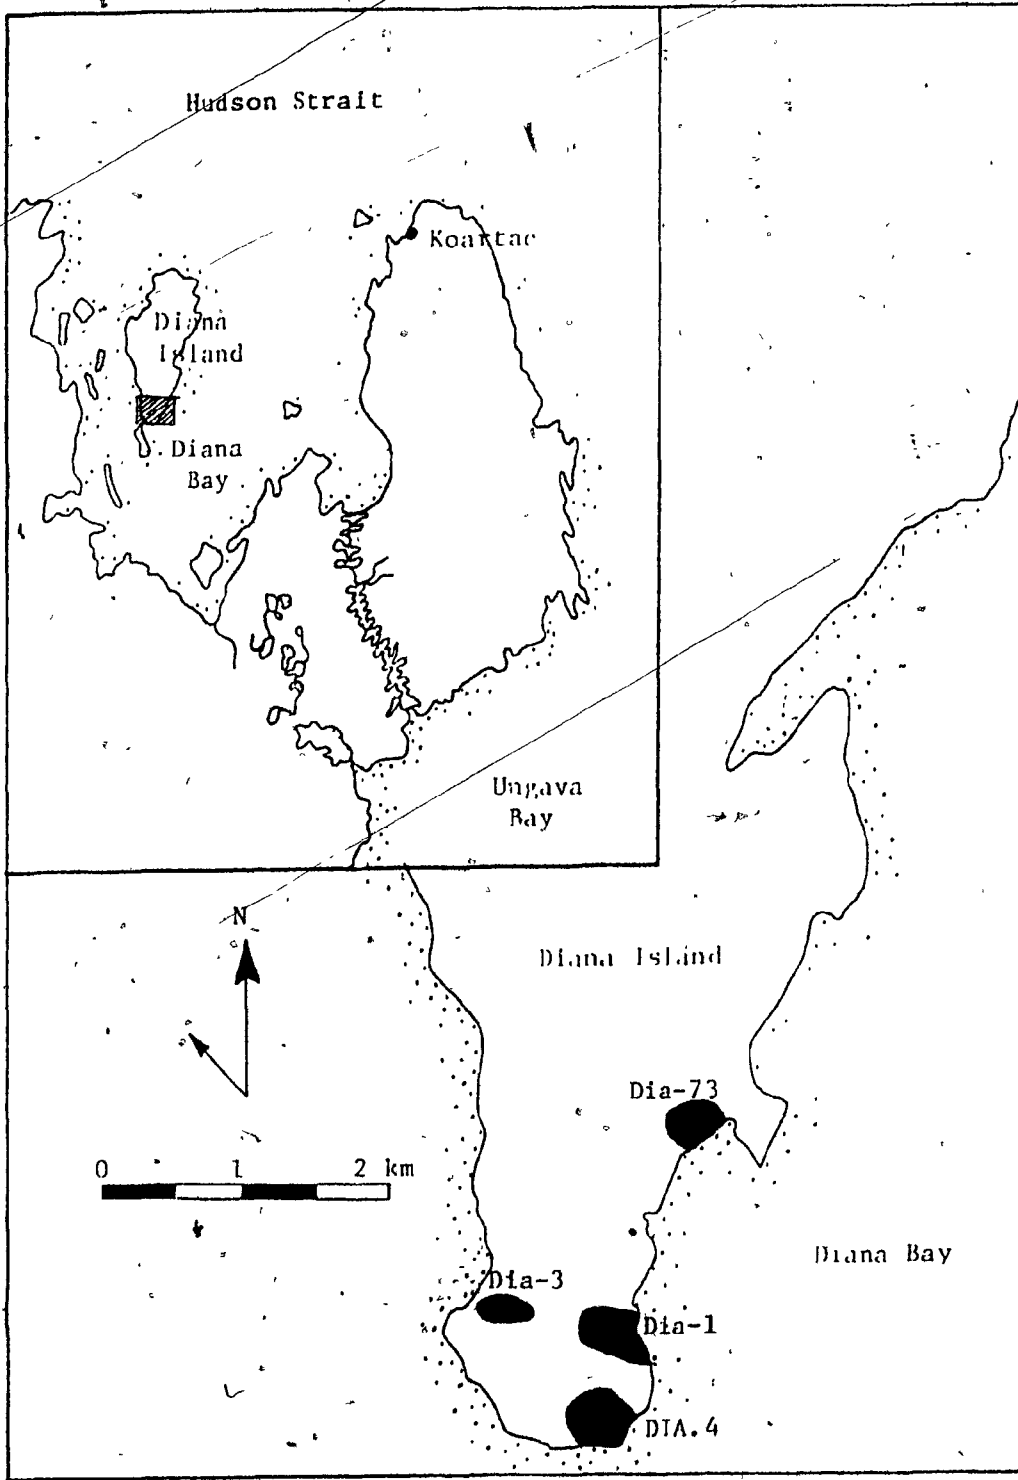 Hudson Strait
Koartac
Diana
Island
Diana
Bay
Ungava
Bay
N
Diana Island
Dia-73
0 1 2 km
Diana Bay
Dia-3
Dia-1
DIA.4